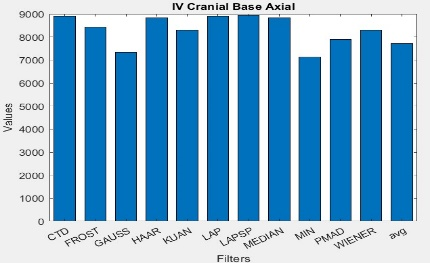 IV Cranial Base Axial
9000
8000
7000
6000
5000
4000
3000
2000
1000
0
Values
CTD FROST GAUSS HAAR KUAN LAP LAPSP MEDIAN MIN PMAD WIENER avg
Filters